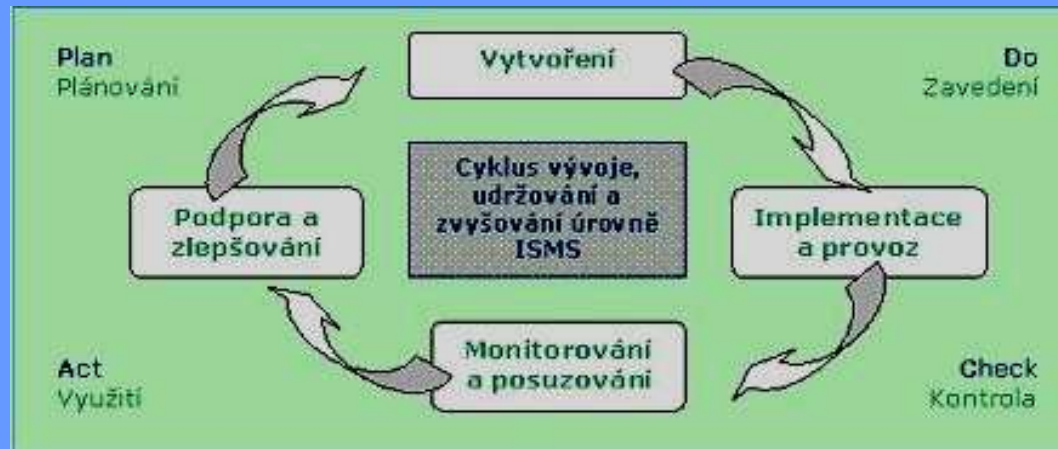 Plan
Plánování
Vytvoření
Do
Zavedení
Cyklus vývoje,
udržování a
zvyšování úrovně
ISMS
Podpora a
zlepšování
Implementace
a provoz
Monitorování
a posuzování
Act
Využití
Check
Kontrola